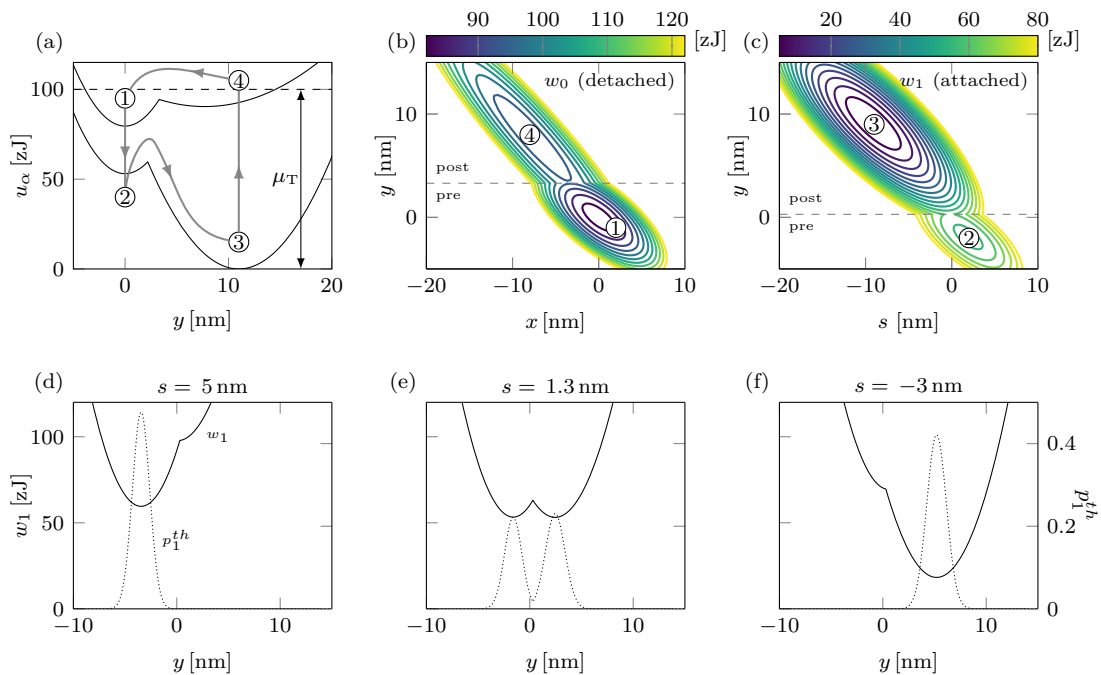 90 100 110 120 [zJ]
20 40 60 80 [zJ]
(a) (b) (c)
100
50
0
u_α [zJ]
1
2
3
4
μ_T
0 10 20
y [nm]
w_0 (detached)
10
0
y [nm]
4
1
post
pre
−20 −10 0 10
x [nm]
w_1 (attached)
10
0
y [nm]
3
2
post
pre
−20 −10 0 10
s [nm]
(d) s = 5 nm
100
50
0
w_1 [zJ]
w_1
p_1^{th}
−10 0 10
y [nm]
(e) s = 1.3 nm
−10 0 10
y [nm]
(f) s = −3 nm
0.4
0.2
0
p_1^{th}
−10 0 10
y [nm]